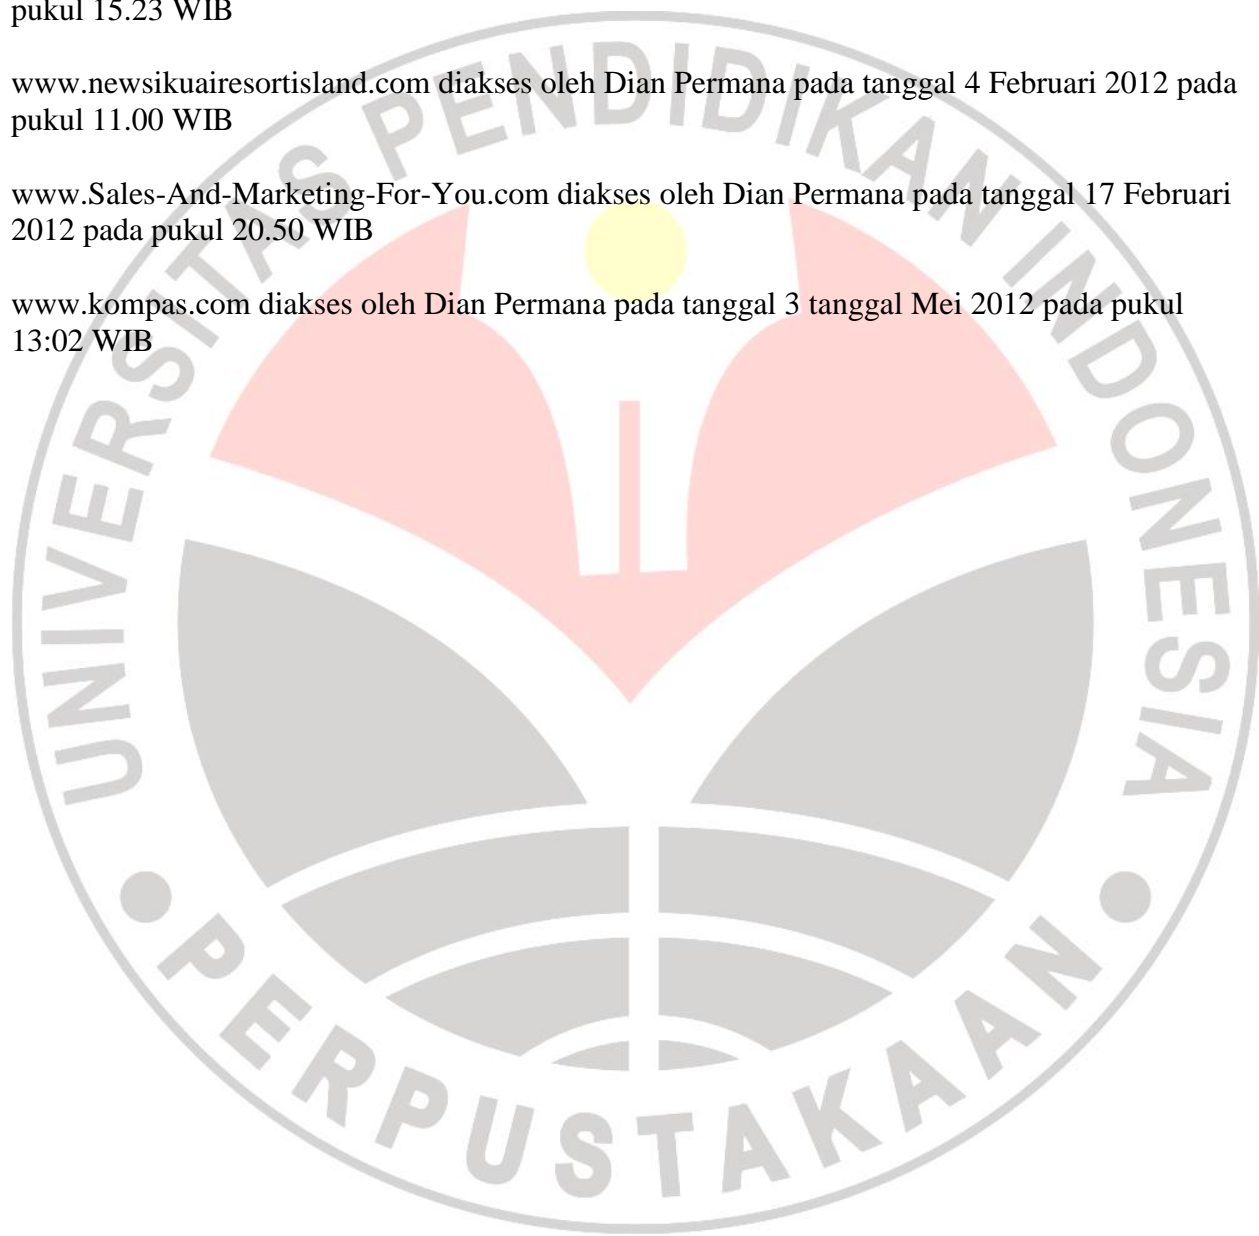 pukul 15.23 WIB
www.newsikuairesortisland.com diakses oleh Dian Permana pada tanggal 4 Februari 2012 pada
pukul 11.00 WIB
www.Sales-And-Marketing-For-You.com diakses oleh Dian Permana pada tanggal 17 Februari
2012 pada pukul 20.50 WIB
www.kompas.com diakses oleh Dian Permana pada tanggal 3 tanggal Mei 2012 pada pukul
13:02 WIB
UNIVERSITAS PENDIDIKAN INDONESIA
PERPUSTAKAAN